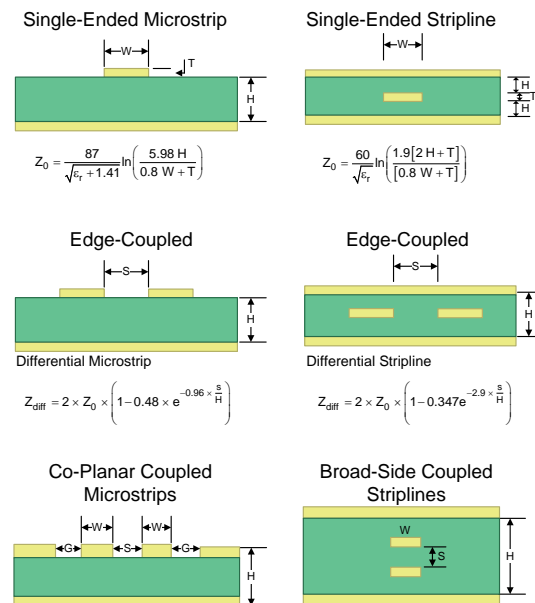 Single-Ended Microstrip
Single-Ended Stripline
W
T
H
W
H
T
H
Z₀ = 87 / √(εᵣ + 1.41) ln(5.98 H / 0.8 W + T)
Z₀ = 60 / √εᵣ ln(1.9[2 H + T] / [0.8 W + T])
Edge-Coupled
Edge-Coupled
S
H
S
H
Differential Microstrip
Differential Stripline
Z_diff = 2 × Z₀ × (1 − 0.48 × e^(−0.96 × s/H))
Z_diff = 2 × Z₀ × (1 − 0.347e^(−2.9 × s/H))
Co-Planar Coupled
Microstrips
Broad-Side Coupled
Striplines
W
W
G
S
G
H
W
S
H